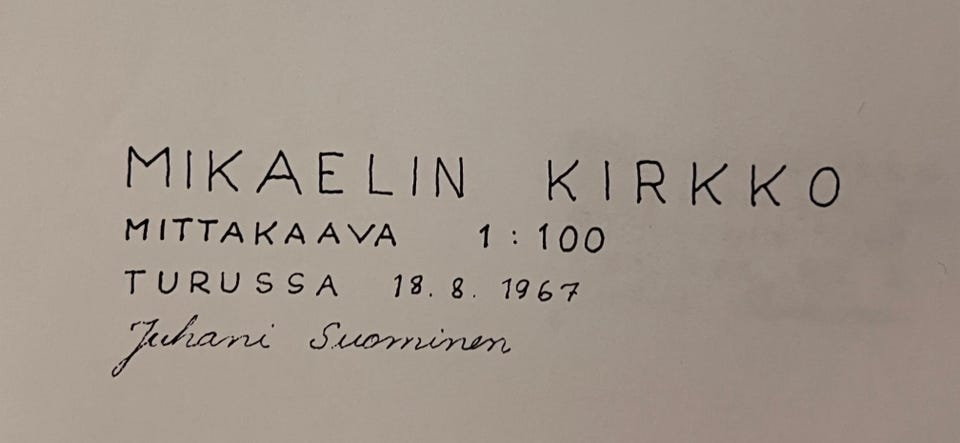 MIKAELIN KIRKKO
MITTAKAAVA 1:100
TURUSSA 18.8.1967
Juhani Suominen